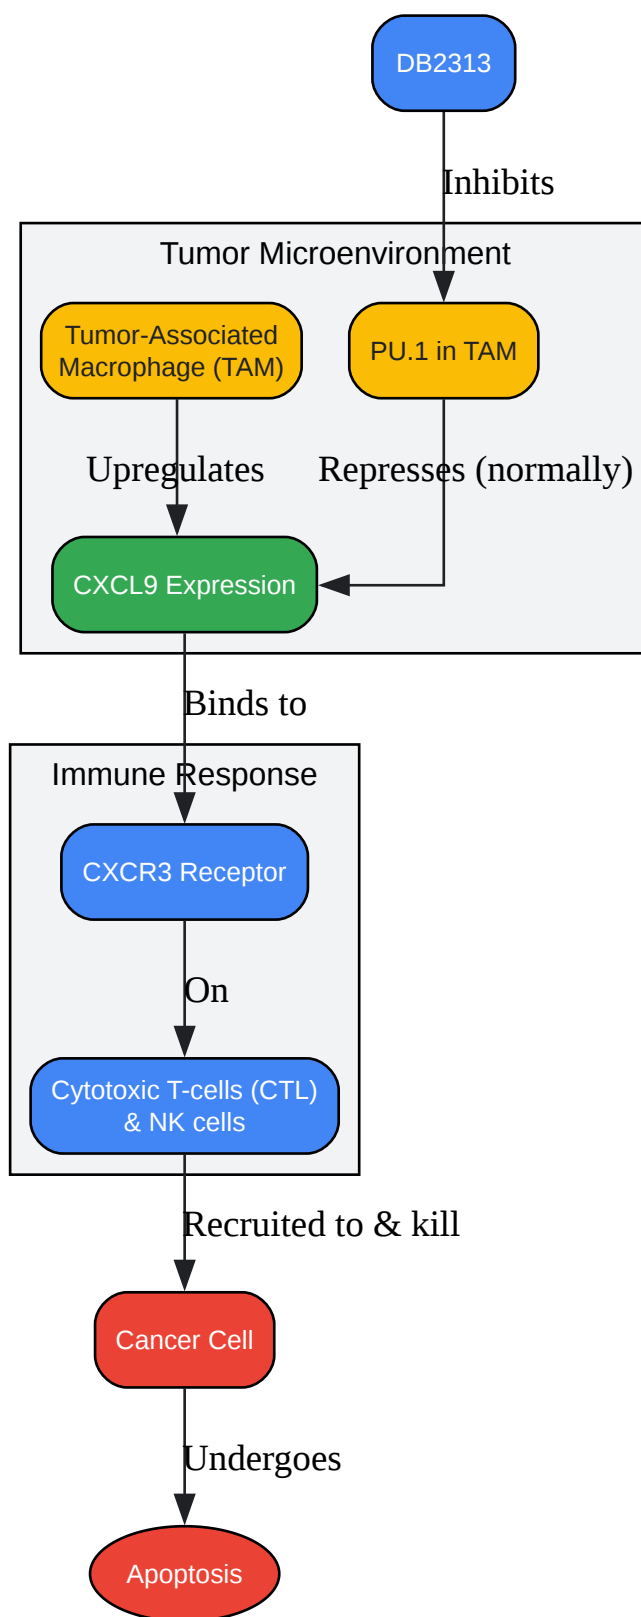 DB2313
Inhibits
Tumor Microenvironment
Tumor-Associated
Macrophage (TAM)
PU.1 in TAM
Upregulates
Represses (normally)
CXCL9 Expression
Binds to
Immune Response
CXCR3 Receptor
On
Cytotoxic T-cells (CTL)
& NK cells
Recruited to & kill
Cancer Cell
Undergoes
Apoptosis